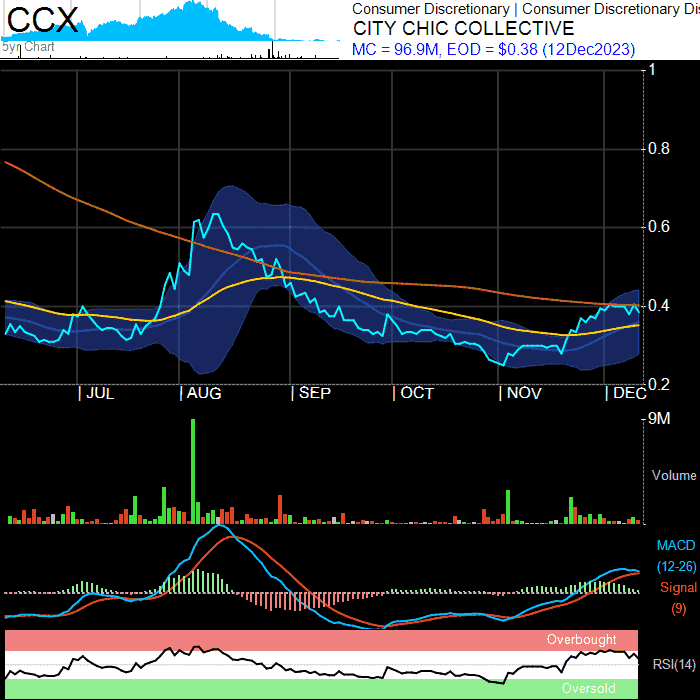 CCX
5yr Chart
Consumer Discretionary | Consumer Discretionary Dis
CITY CHIC COLLECTIVE
MC = 96.9M, EOD = $0.38 (12Dec2023)
1
0.8
0.6
0.4
0.2
JUL AUG SEP OCT NOV DEC
9M
Volume
MACD
(12-26)
Signal
(9)
Overbought
RSI(14)
Oversold